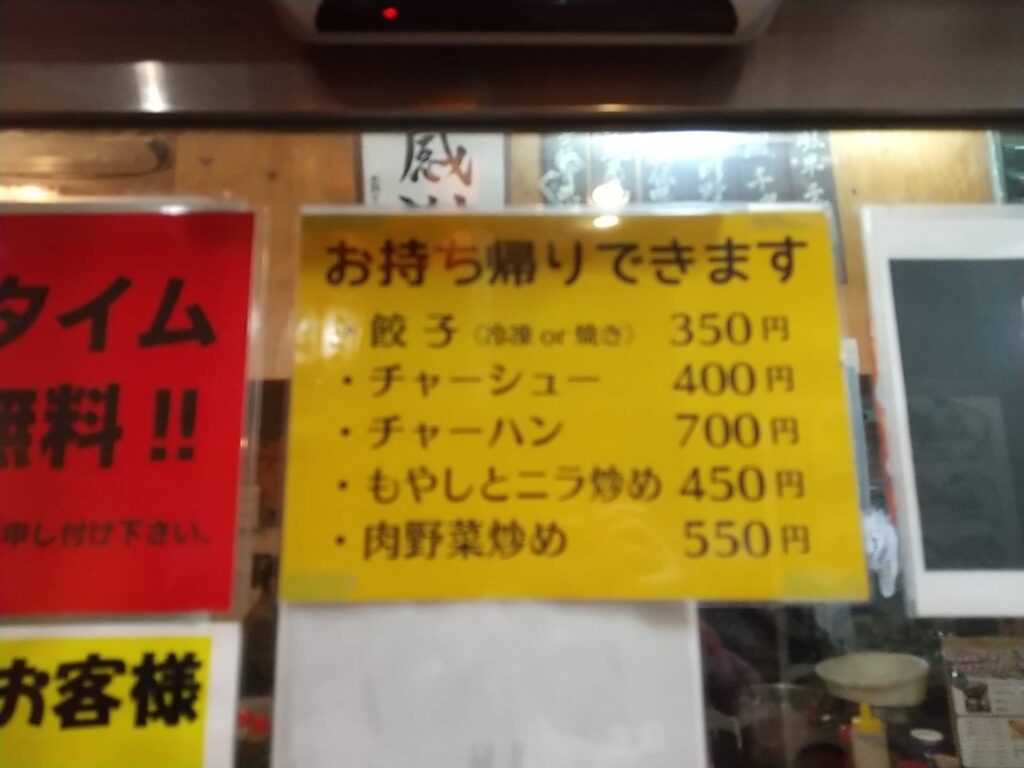 感
お持ち帰りできます
・餃子(冷凍 or 焼き) 350円
・チャーシュー 400円
・チャーハン 700円
・もやしとニラ炒め 450円
・肉野菜炒め 550円
タイム
無料!!
申し付け下さい。
お客様